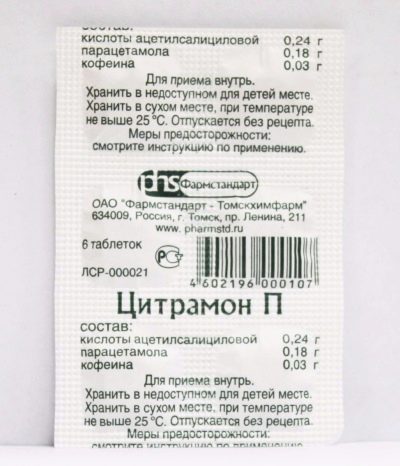 состав:
кислоты ацетилсалициловой 0,24 г
парацетамола 0,18 г
кофеина 0,03 г
Для приема внутрь.
Хранить в недоступном для детей месте.
Хранить в сухом месте, при температуре
не выше 25 °С. Отпускается без рецепта.
Меры предосторожности:
смотрите инструкцию по применению.
phs Фармстандарт
ОАО "Фармстандарт - Томскхимфарм"
634009, Россия, г. Томск, пр. Ленина, 211
www. pharmstd.ru
6 таблеток
ЛСР-000021
4 602196 000107
Цитрамон П
состав:
кислоты ацетилсалициловой 0,24 г
парацетамола 0,18 г
кофеина 0,03 г
Для приема внутрь.
Хранить в недоступном для детей месте.
Хранить в сухом месте, при температуре
не выше 25 °С. Отпускается без рецепта.
Меры предосторожности:
смотрите инструкцию по применению